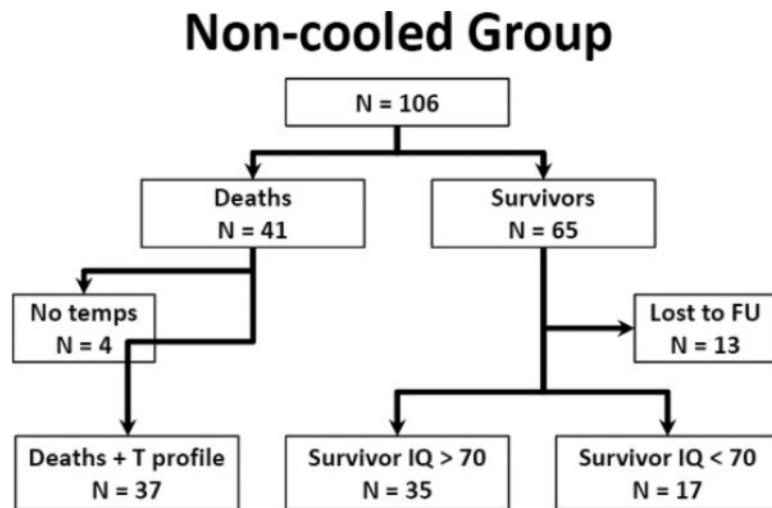 Non-cooled Group
N = 106
Deaths
N = 41
Survivors
N = 65
No temps
N = 4
Lost to FU
N = 13
Deaths + T profile
N = 37
Survivor IQ > 70
N = 35
Survivor IQ < 70
N = 17